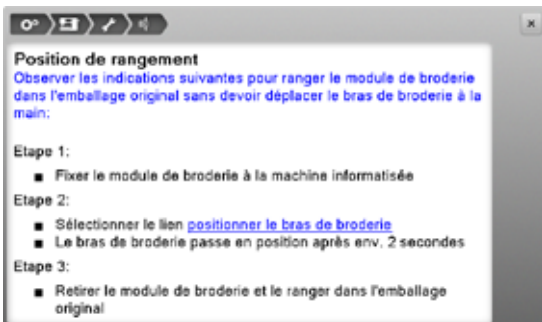 Position de rangement
Observer les indications suivantes pour ranger le module de broderie
dans l'emballage original sans devoir déplacer le bras de broderie à la
main:
Etape 1:
■ Fixer le module de broderie à la machine informatisée
Etape 2:
■ Sélectionner le lien positionner le bras de broderie
■ Le bras de broderie passe en position après env. 2 secondes
Etape 3:
■ Retirer le module de broderie et le ranger dans l'emballage
original